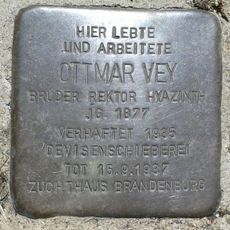 HIER LEBTE
UND ARBEITETE
OTTMAR VEY
BRUDER REKTOR HYAZINTH
JG. 1877
VERHAFTET 1935
DEVISENSCHIEBEREI
TOT 15.9.1937
ZUCHTHAUS BRANDENBURG